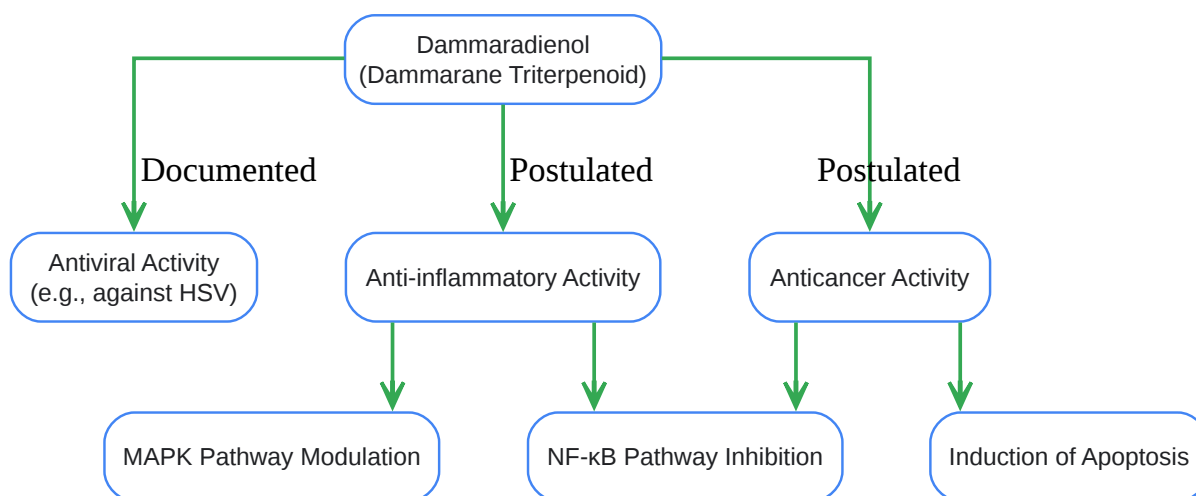 Dammaradienol
(Dammarane Triterpenoid)
Documented
Postulated
Postulated
Antiviral Activity
(e.g., against HSV)
Anti-inflammatory Activity
Anticancer Activity
MAPK Pathway Modulation
NF-κB Pathway Inhibition
Induction of Apoptosis